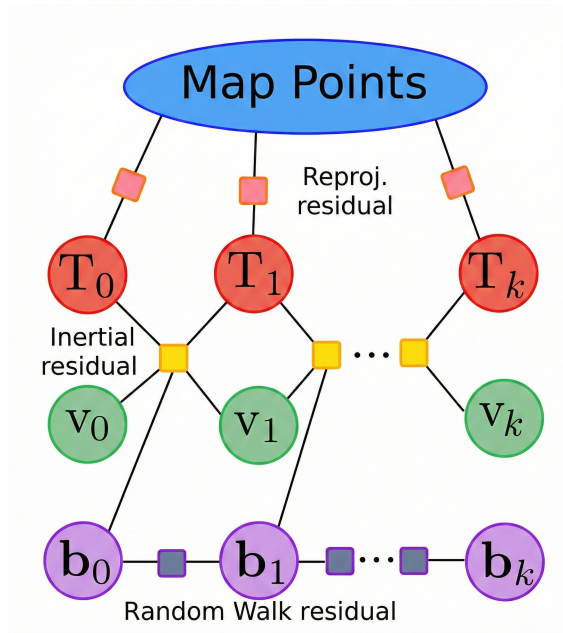 Map Points
Reproj.
residual
T₀
T₁
Tₖ
Inertial
residual
...
v₀
v₁
vₖ
b₀
b₁
...
bₖ
Random Walk residual